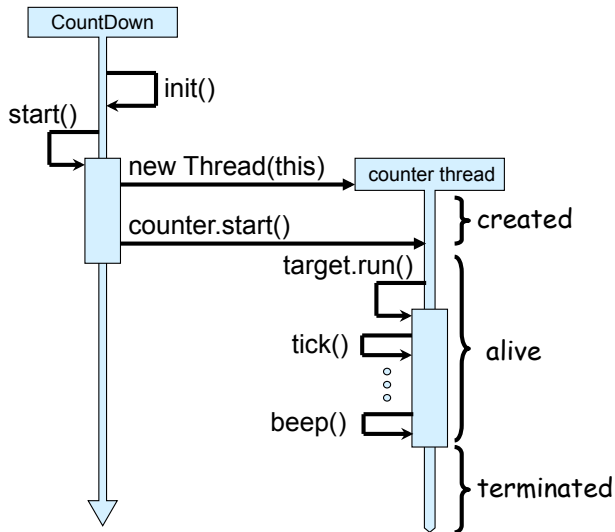 CountDown
init()
start()
new Thread(this)
counter thread
created
counter.start()
target.run()
tick()
alive
beep()
terminated